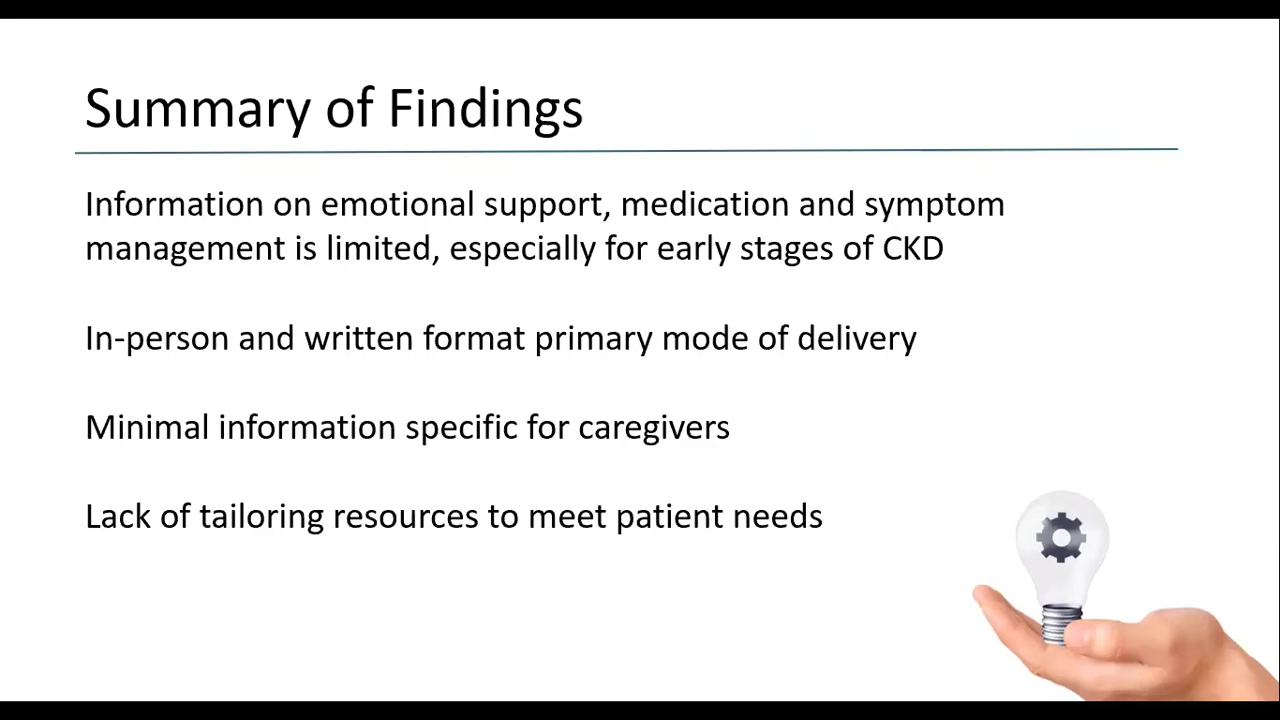 Summary of Findings
Information on emotional support, medication and symptom
management is limited, especially for early stages of CKD
In-person and written format primary mode of delivery
Minimal information specific for caregivers
Lack of tailoring resources to meet patient needs